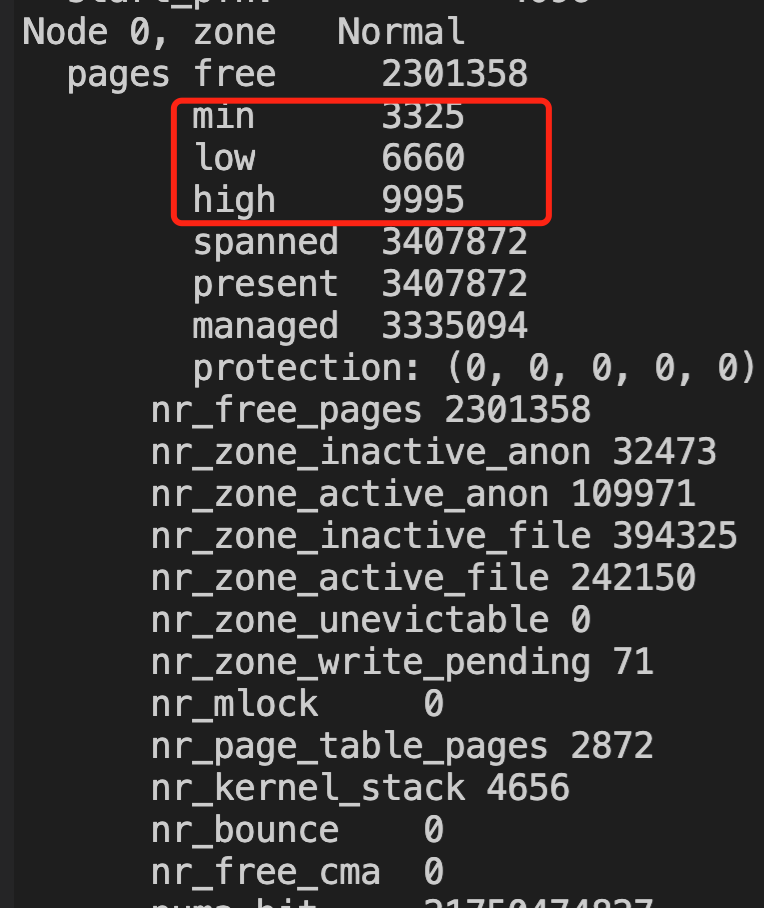 Node 0, zone   Normal
  pages free     2301358
        min      3325
        low      6660
        high     9995
        spanned  3407872
        present  3407872
        managed  3335094
        protection: (0, 0, 0, 0, 0)
      nr_free_pages 2301358
      nr_zone_inactive_anon 32473
      nr_zone_active_anon 109971
      nr_zone_inactive_file 394325
      nr_zone_active_file 242150
      nr_zone_unevictable 0
      nr_zone_write_pending 71
      nr_mlock     0
      nr_page_table_pages 2872
      nr_kernel_stack 4656
      nr_bounce    0
      nr_free_cma  0